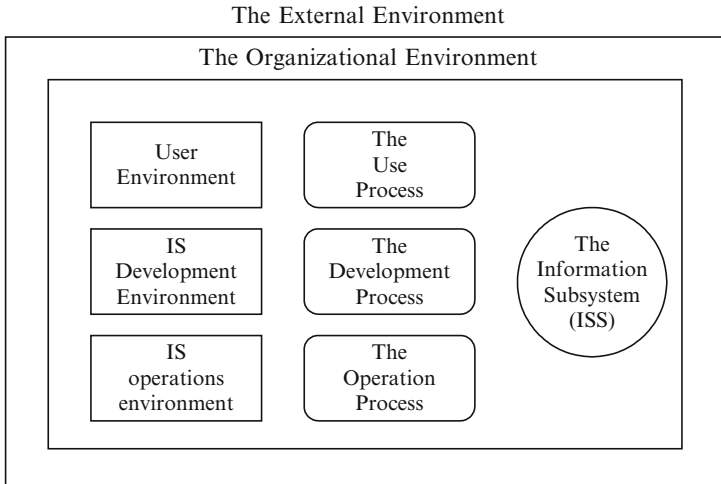 The External Environment
The Organizational Environment
User
Environment
The
Use
Process
IS
Development
Environment
The
Development
Process
The
Information
Subsystem
(ISS)
IS
operations
environment
The
Operation
Process